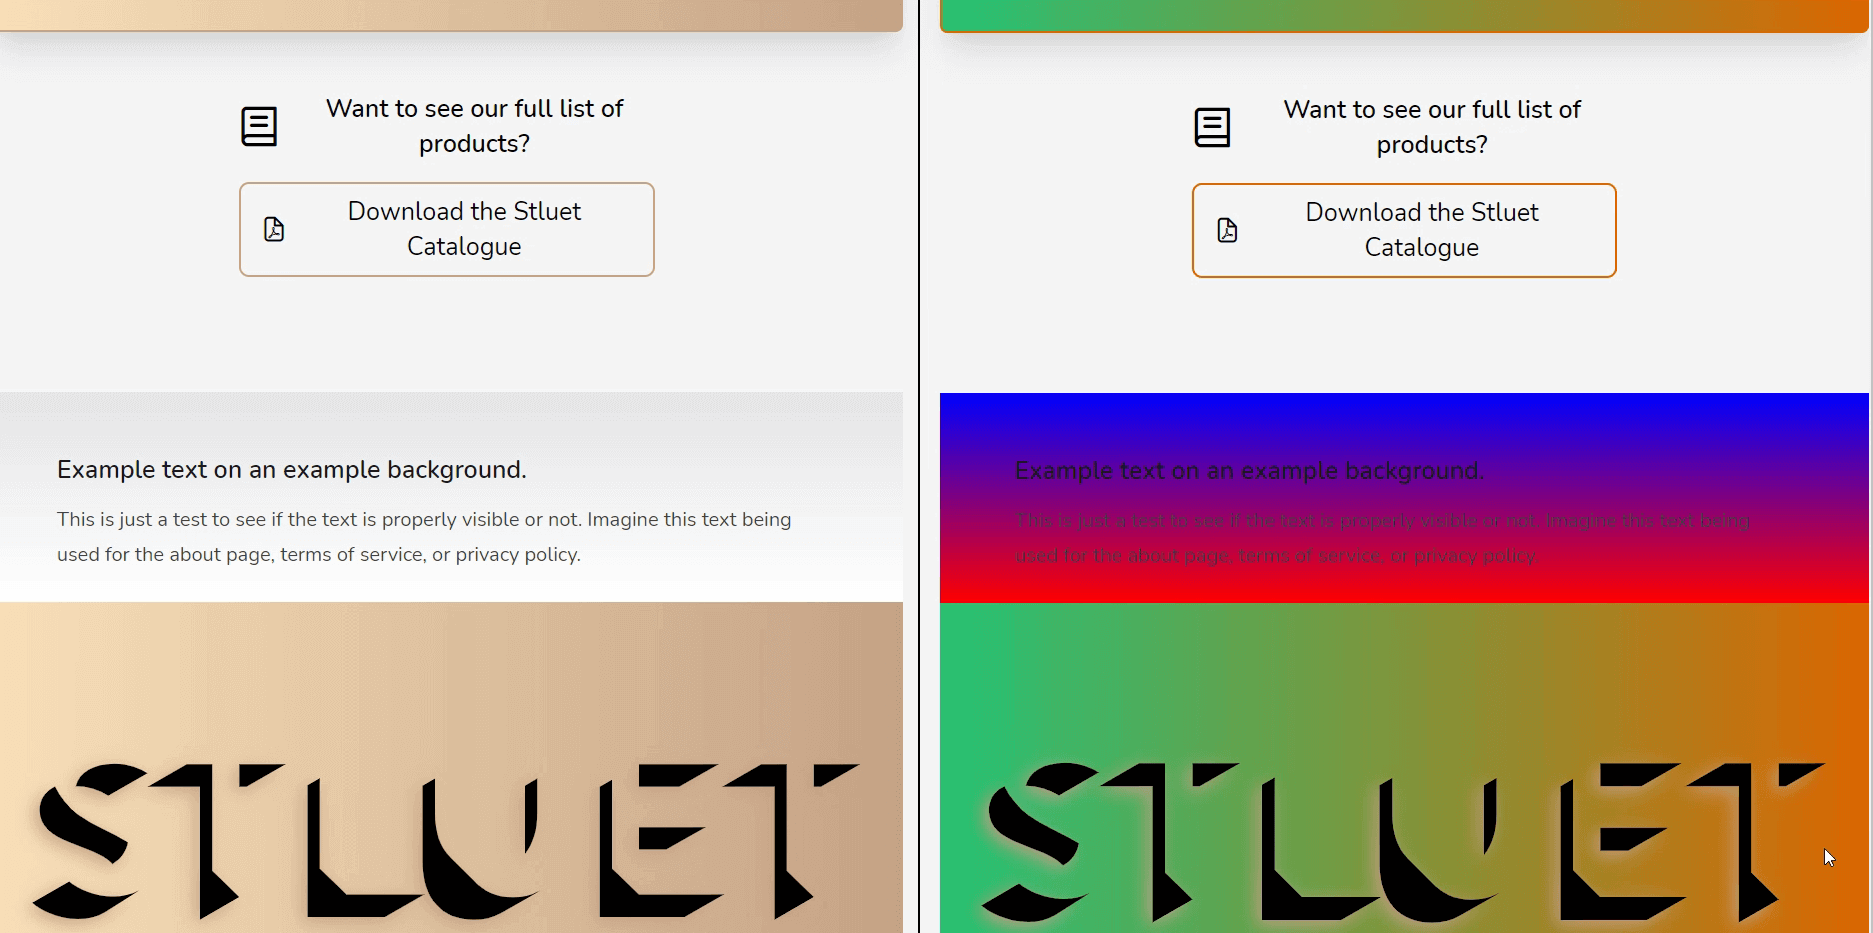 Want to see our full list of
products?
Download the Stluet
Catalogue
Example text on an example background.
This is just a test to see if the text is properly visible or not. Imagine this text being
used for the about page, terms of service, or privacy policy.
STLUET
Want to see our full list of
products?
Download the Stluet
Catalogue
Example text on an example background.
This is just a test to see if the text is properly visible or not. Imagine this text being
used for the about page, terms of service, or privacy policy.
STLUET